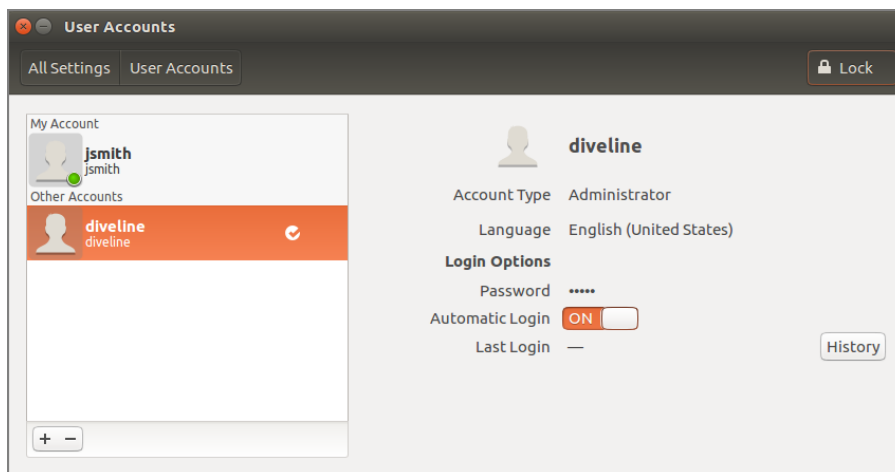 User Accounts
All Settings User Accounts Lock
My Account
jsmith
jsmith
Other Accounts
diveline
diveline
diveline
Account Type Administrator
Language English (United States)
Login Options
Password •••••
Automatic Login ON
Last Login —
History
+ −